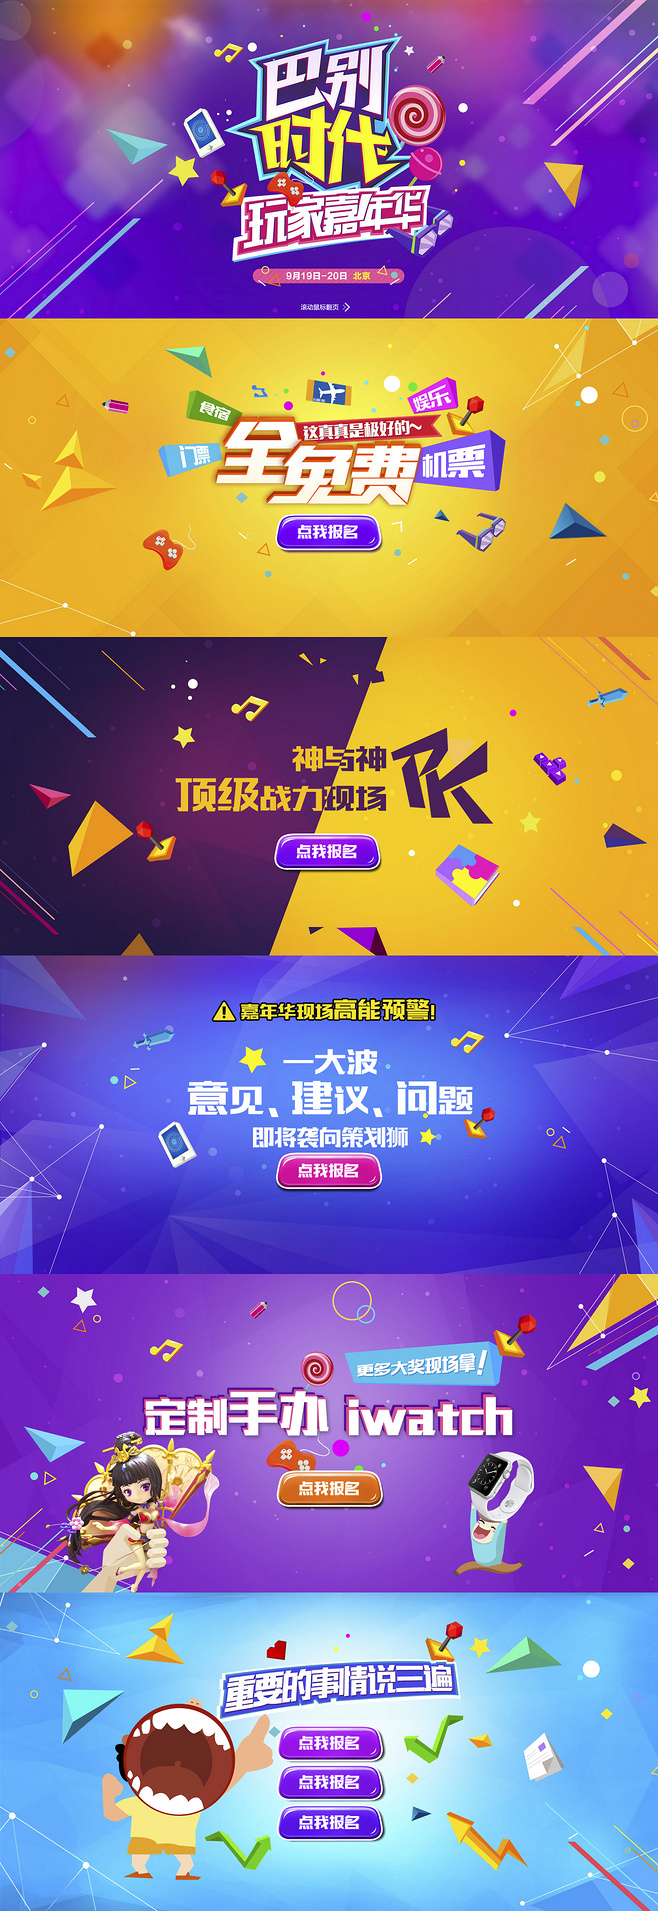 巴别
时代
玩家嘉年华
9月19日-20日 北京
滚动鼠标翻页
食宿
娱乐
门票
这真真是极好的~
全免费
机票
点我报名
神与神
顶级战力现场
PK
点我报名
嘉年华现场高能预警!
一大波
意见、建议、问题
即将袭向策划狮
点我报名
更多大奖现场拿!
定制手办 iwatch
点我报名
重要的事情说三遍
点我报名
点我报名
点我报名